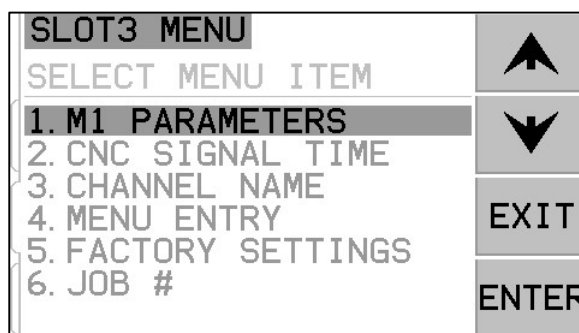 SLOT3 MENU
SELECT MENU ITEM
1. M1 PARAMETERS
2. CNC SIGNAL TIME
3. CHANNEL NAME
4. MENU ENTRY
5. FACTORY SETTINGS
6. JOB #
EXIT
ENTER